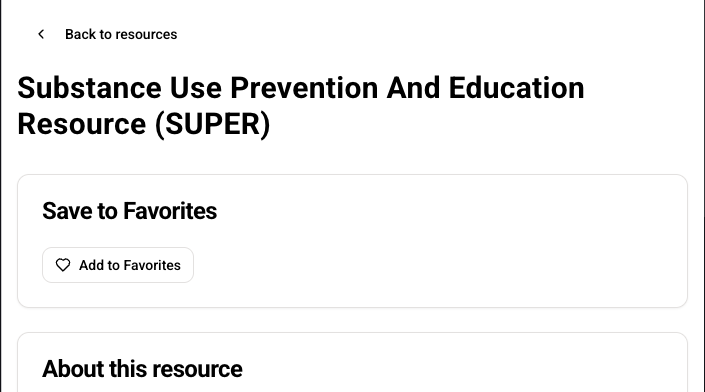 Back to resources
Substance Use Prevention And Education
Resource (SUPER)
Save to Favorites
Add to Favorites
About this resource